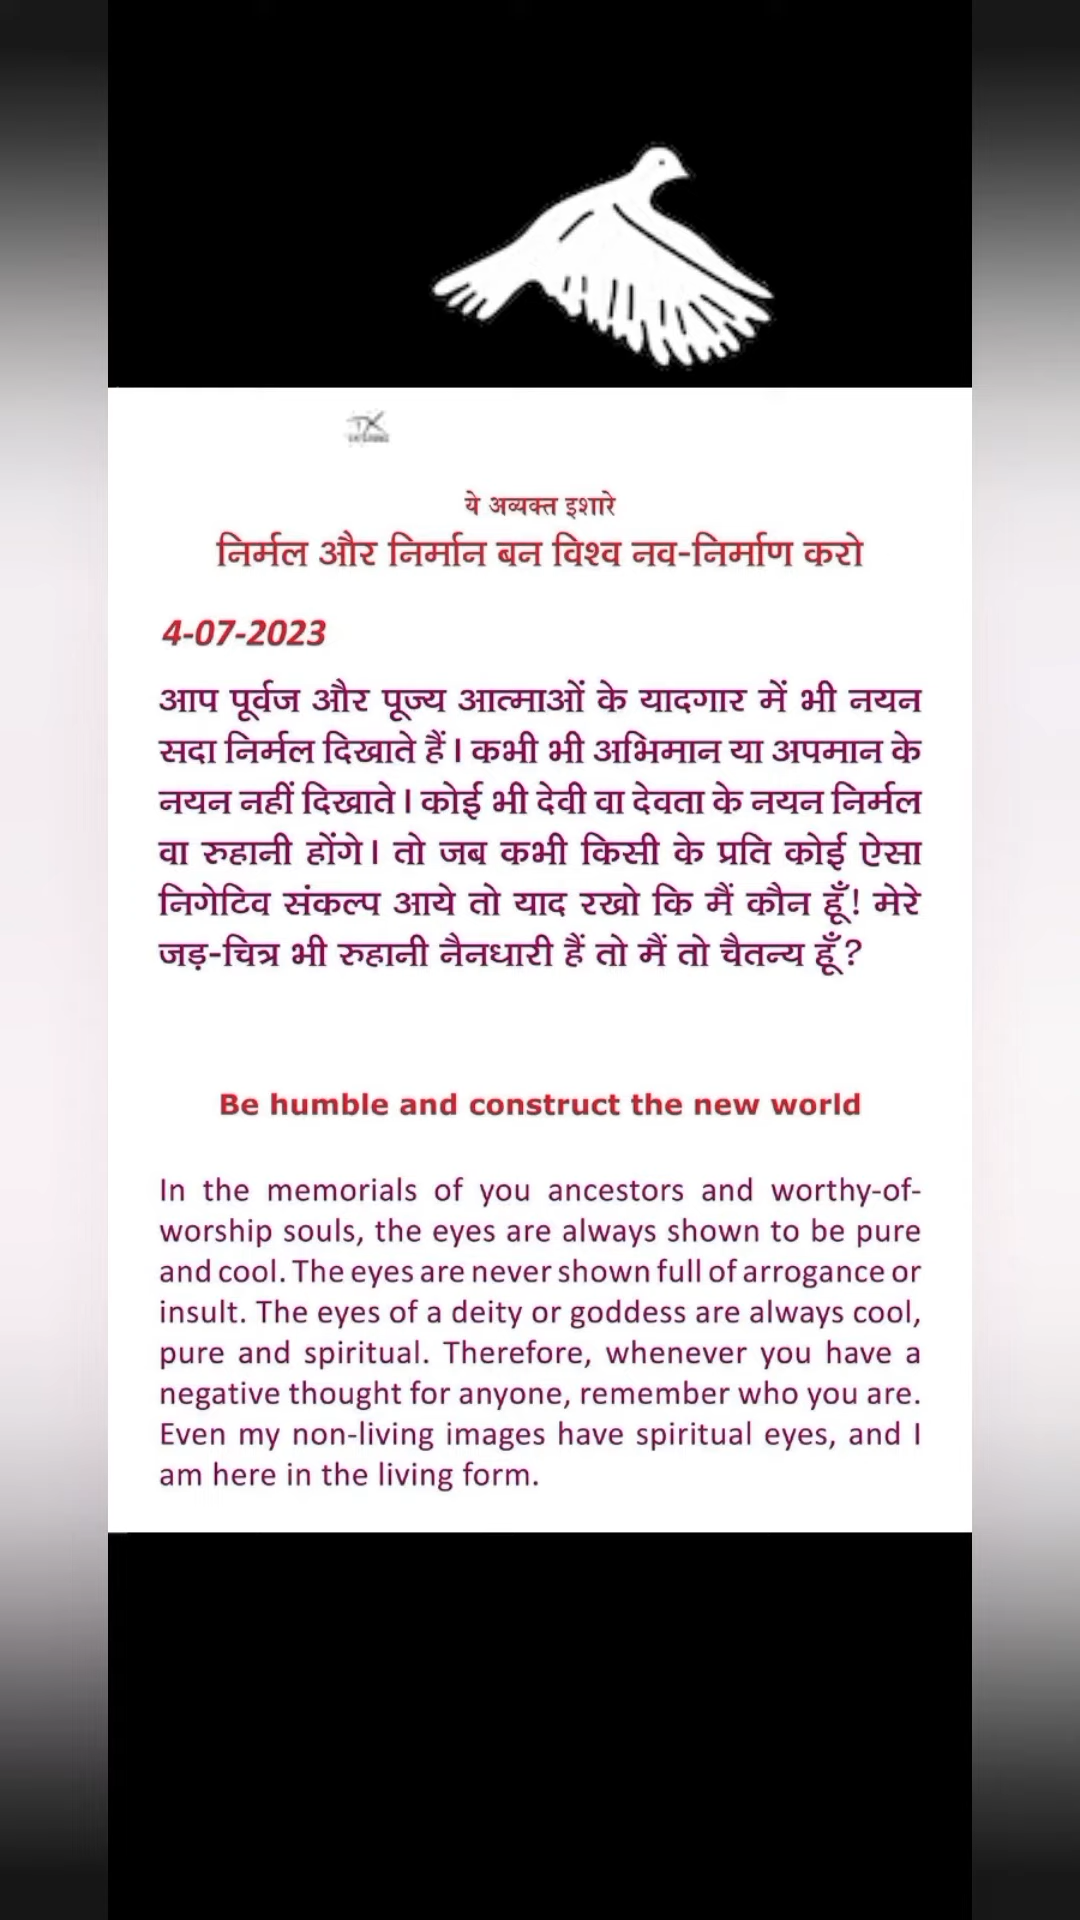 ये अव्यक्त इशारे
निर्मल और निर्मान बन विश्व नव-निर्माण करो
4-07-2023
आप पूर्वज और पूज्य आत्माओं के यादगार में भी नयन
सदा निर्मल दिखाते हैं। कभी भी अभिमान या अपमान के
नयन नहीं दिखाते। कोई भी देवी वा देवता के नयन निर्मल
वा रुहानी होंगे। तो जब कभी किसी के प्रति कोई ऐसा
निगेटिव संकल्प आये तो याद रखो कि मैं कौन हूँ! मेरे
जड़-चित्र भी रुहानी नैनधारी हैं तो मैं तो चैतन्य हूँ?
Be humble and construct the new world
In the memorials of you ancestors and worthy-of-
worship souls, the eyes are always shown to be pure
and cool. The eyes are never shown full of arrogance or
insult. The eyes of a deity or goddess are always cool,
pure and spiritual. Therefore, whenever you have a
negative thought for anyone, remember who you are.
Even my non-living images have spiritual eyes, and I
am here in the living form.